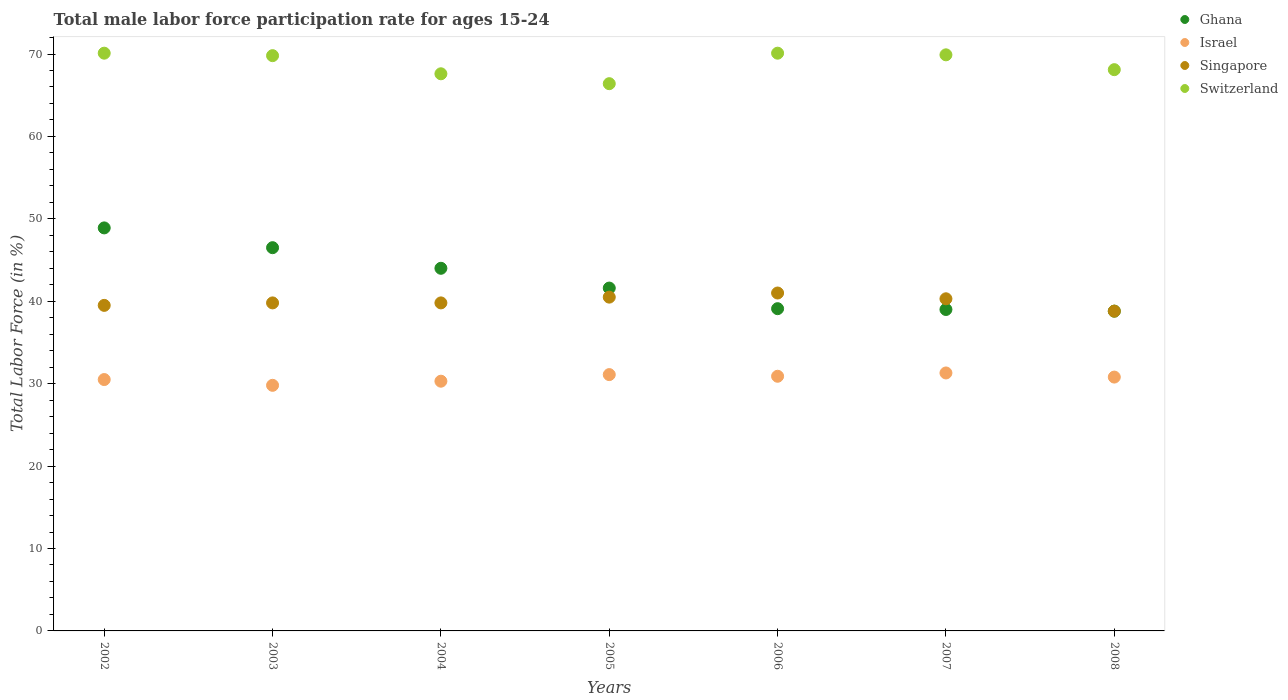 Total male labor force participation rate for ages 15-24
Ghana
Israel
Singapore
Switzerland
Total Labor Force (in %)
70
60
50
40
30
20
10
0
2002
2003
2004
2005
2006
2007
2008
Years